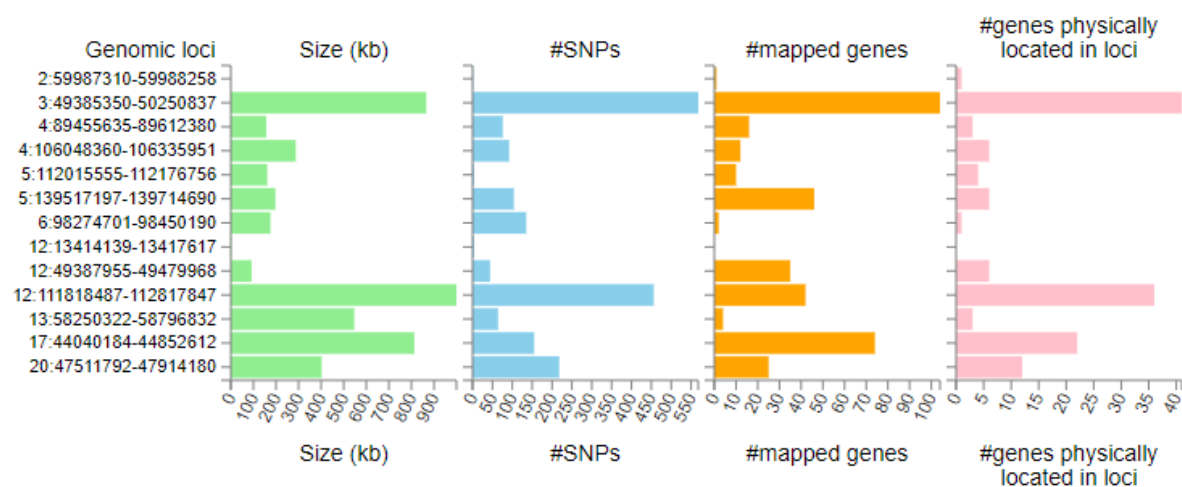 #genes physically
located in loci
Genomic loci Size (kb) #SNPs #mapped genes
2:59987310-59988258
3:49385350-50250837
4:89455635-89612380
4:106048360-106335951
5:112015555-112176756
5:139517197-139714690
6:98274701-98450190
12:13414139-13417617
12:49387955-49479968
12:111818487-112817847
13:58250322-58796832
17:44040184-44852612
20:47511792-47914180
0 100 200 300 400 500 600 700 800 900 0 50 100 150 200 250 300 350 400 450 500 550 0 10 20 30 40 50 60 70 80 90 100 0 5 10 15 20 25 30 35 40
Size (kb) #SNPs #mapped genes #genes physically
located in loci